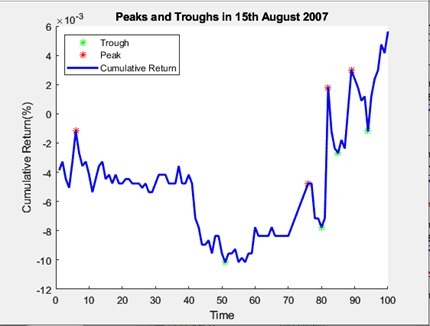 Peaks and Troughs in 15th August 2007
×10⁻³
6
4
2
0
-2
-4
-6
-8
-10
-12
Cumulative Return(%)
Trough
Peak
Cumulative Return
0 10 20 30 40 50 60 70 80 90 100
Time